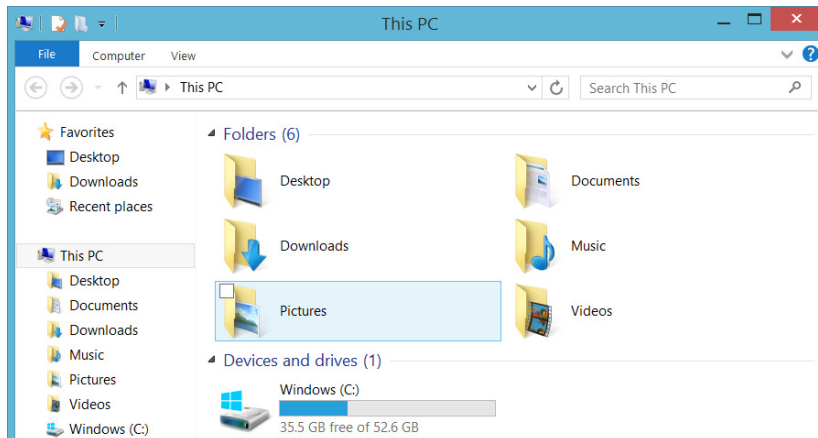 This PC
File Computer View
This PC Search This PC
Favorites
Desktop
Downloads
Recent places
This PC
Desktop
Documents
Downloads
Music
Pictures
Videos
Windows (C:)
Folders (6)
Desktop Documents
Downloads Music
Pictures Videos
Devices and drives (1)
Windows (C:)
35.5 GB free of 52.6 GB